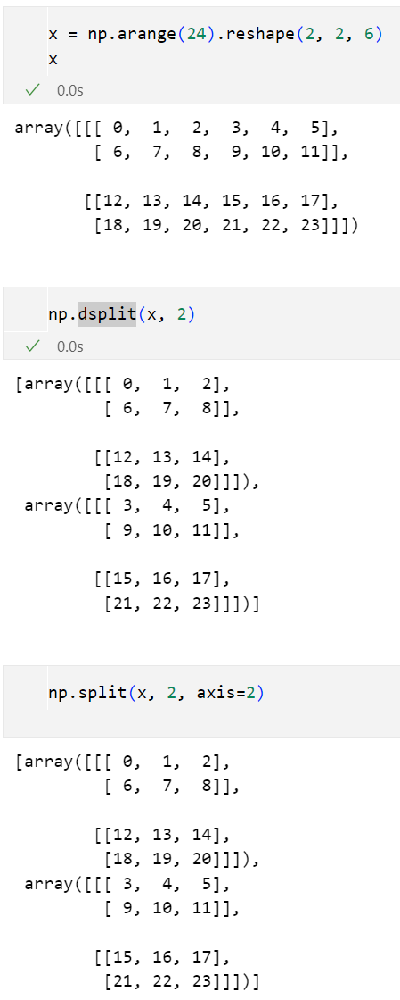 x = np.arange(24).reshape(2, 2, 6)
x
✓ 0.0s
array([[[ 0,  1,  2,  3,  4,  5],
        [ 6,  7,  8,  9, 10, 11]],
       [[12, 13, 14, 15, 16, 17],
        [18, 19, 20, 21, 22, 23]]])
np.dsplit(x, 2)
✓ 0.0s
[array([[[ 0,  1,  2],
         [ 6,  7,  8]],
        [[12, 13, 14],
         [18, 19, 20]]]),
 array([[[ 3,  4,  5],
         [ 9, 10, 11]],
        [[15, 16, 17],
         [21, 22, 23]]])]
np.split(x, 2, axis=2)
[array([[[ 0,  1,  2],
         [ 6,  7,  8]],
        [[12, 13, 14],
         [18, 19, 20]]]),
 array([[[ 3,  4,  5],
         [ 9, 10, 11]],
        [[15, 16, 17],
         [21, 22, 23]]])]